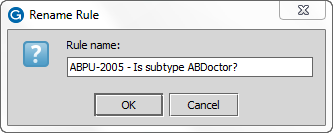 Rename Rule
Rule name:
ABPU-2005 - Is subtype ABDoctor?
OK
Cancel